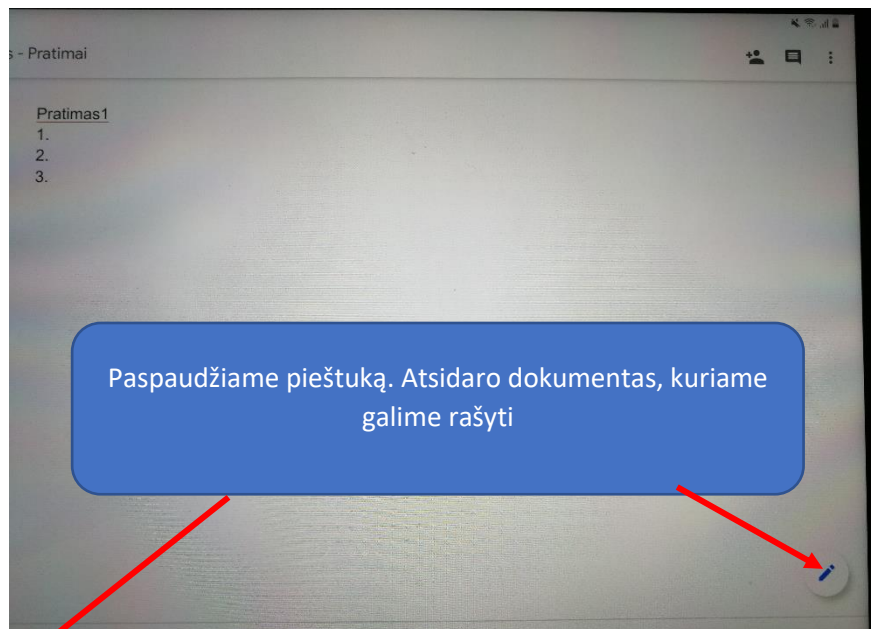 s - Pratimai
Pratimas1
1.
2.
3.
Paspaudžiame pieštuką. Atsidaro dokumentas, kuriame
galime rašyti